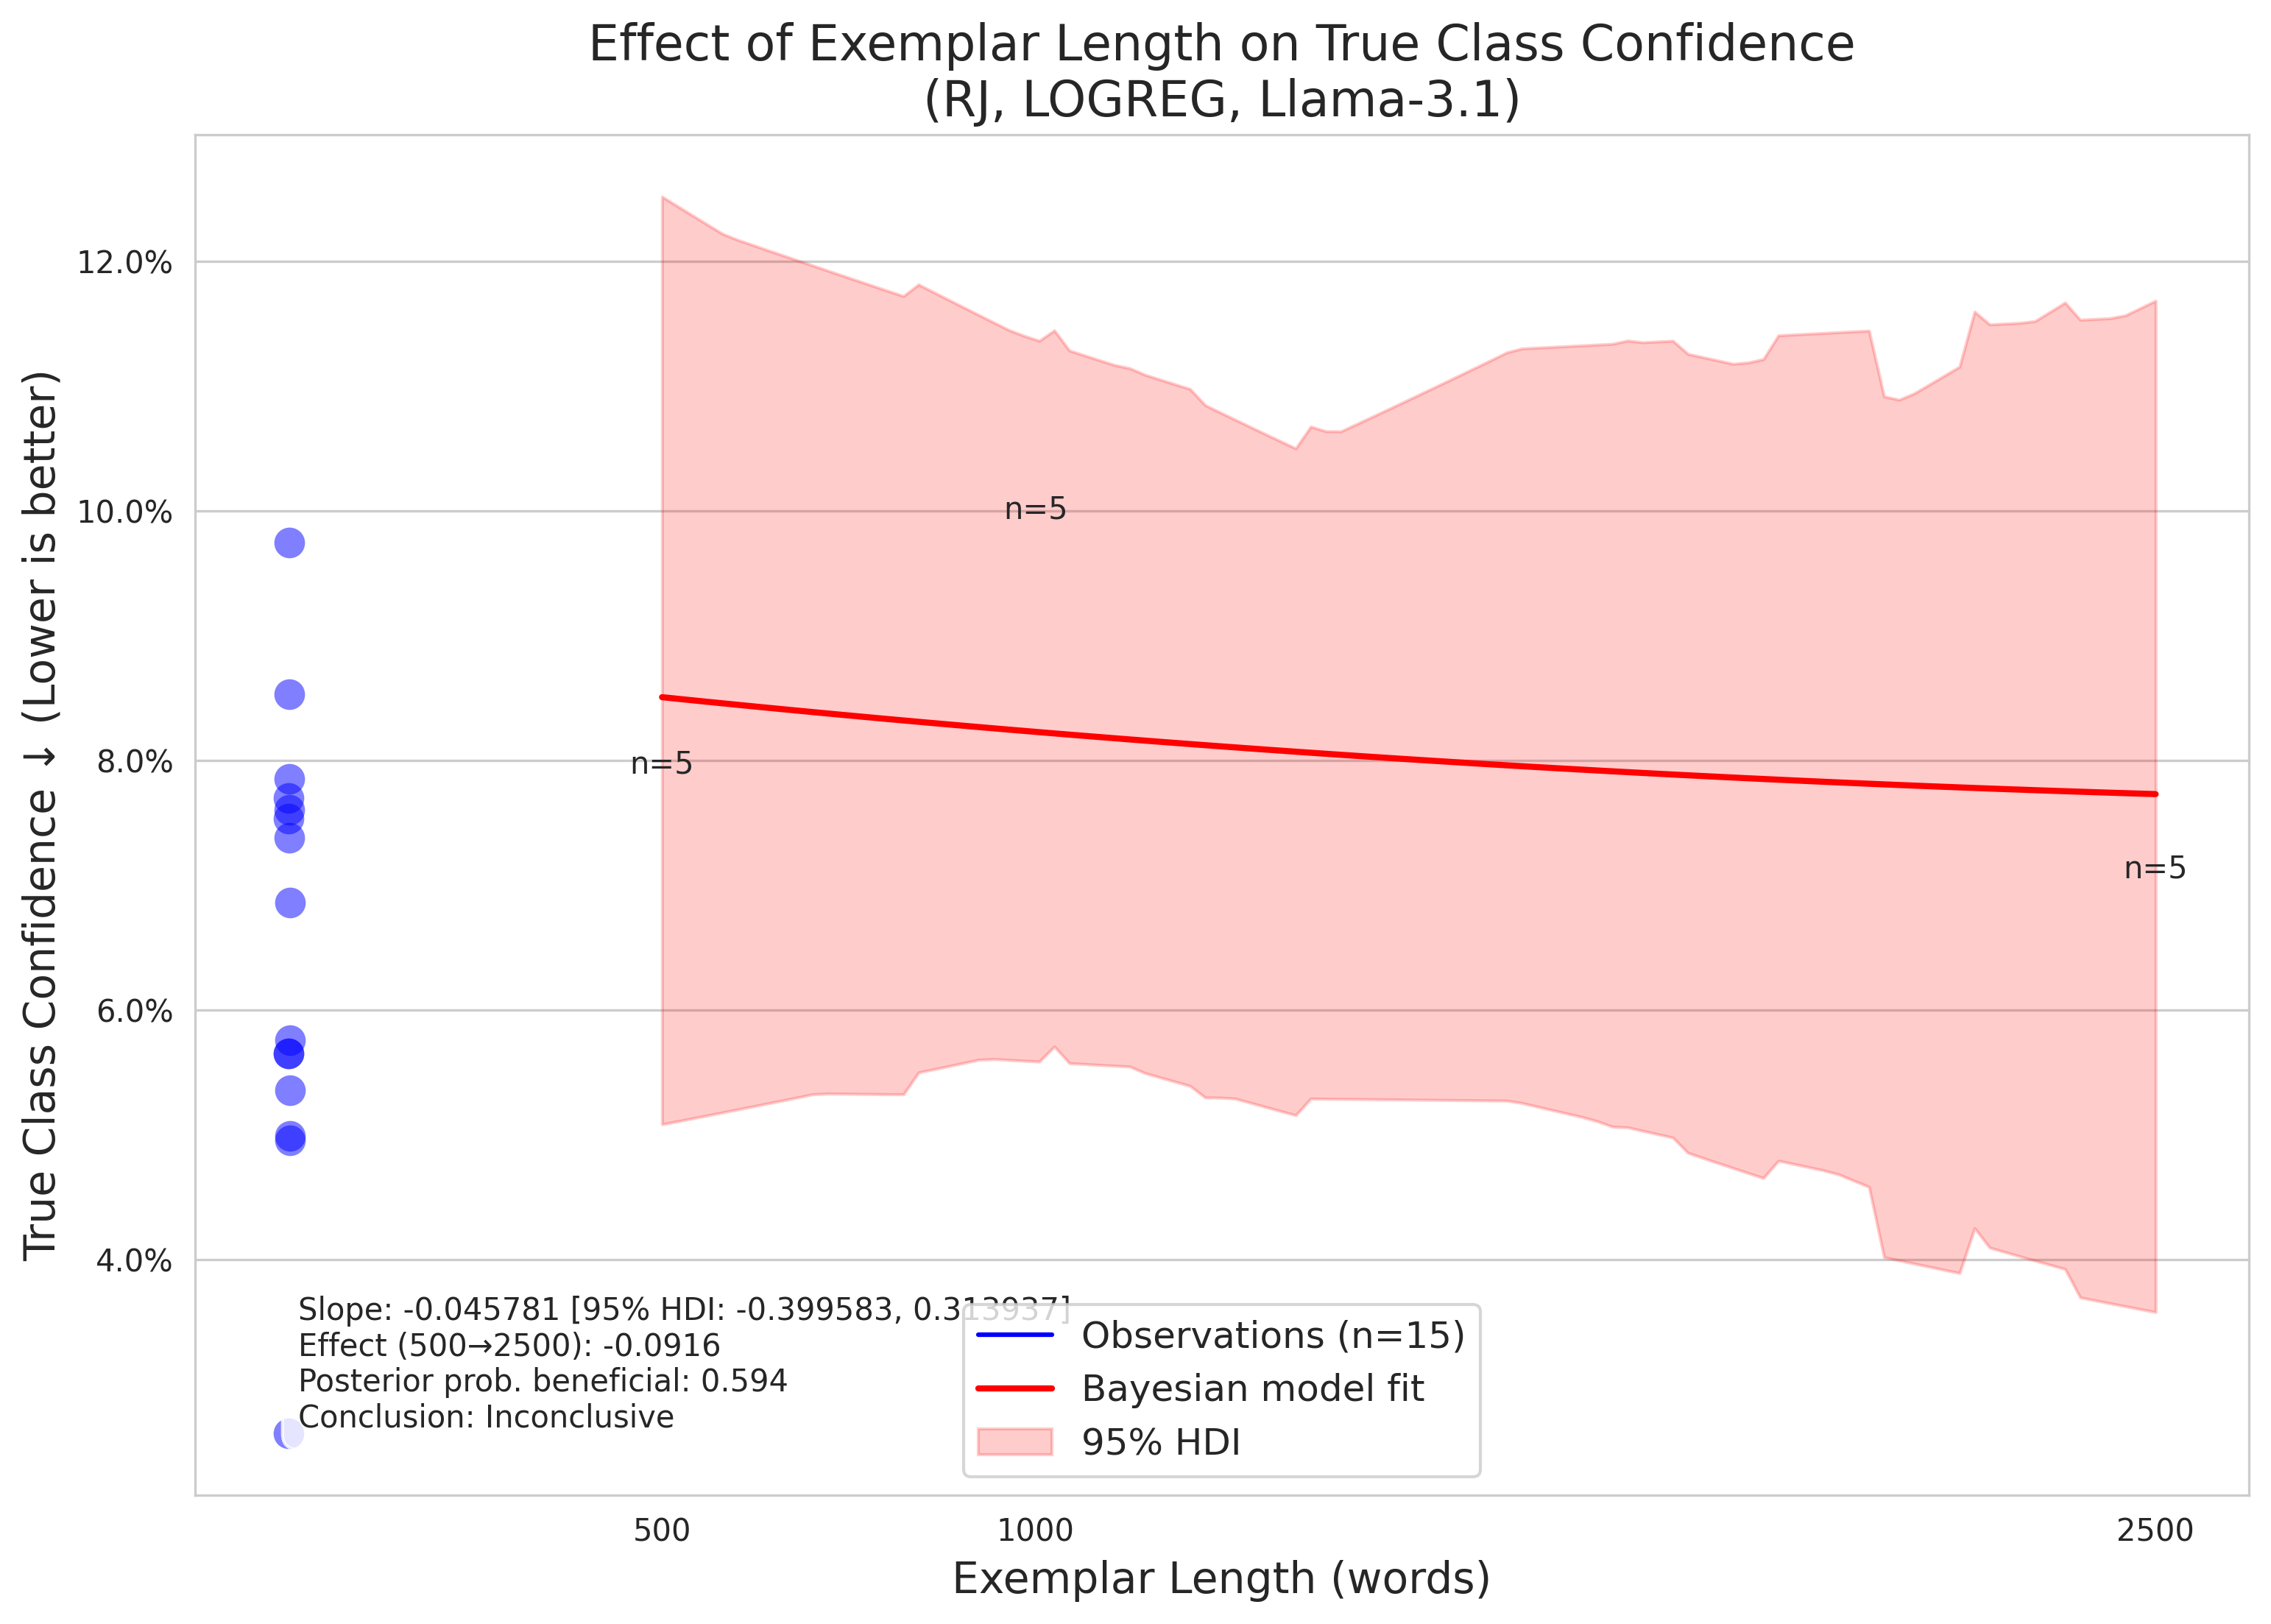 Effect of Exemplar Length on True Class Confidence
(RJ, LOGREG, Llama-3.1)
True Class Confidence ↓ (Lower is better)
12.0%
10.0%
8.0%
6.0%
4.0%
n=5
n=5
n=5
Slope: -0.045781 [95% HDI: -0.399583, 0.313937]
Effect (500→2500): -0.0916
Posterior prob. beneficial: 0.594
Conclusion: Inconclusive
Observations (n=15)
Bayesian model fit
95% HDI
500
1000
2500
Exemplar Length (words)